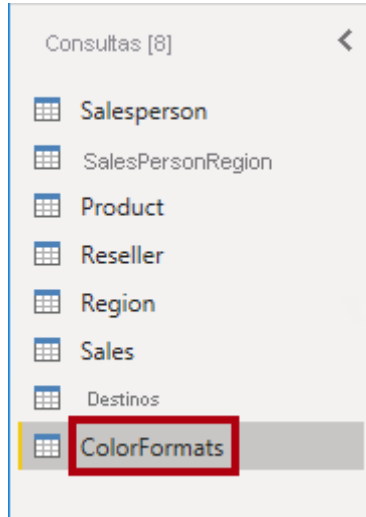 Consultas [8]
Salesperson
SalesPersonRegion
Product
Reseller
Region
Sales
Destinos
ColorFormats